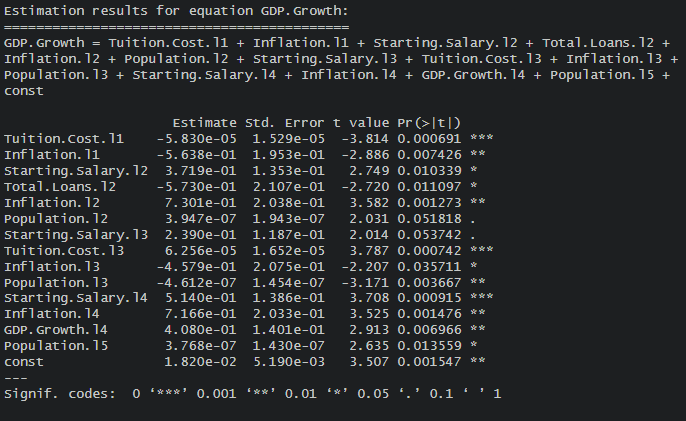 Estimation results for equation GDP.Growth:
===========================================
GDP.Growth = Tuition.Cost.l1 + Inflation.l1 + Starting.Salary.l2 + Total.Loans.l2 +
Inflation.l2 + Population.l2 + Starting.Salary.l3 + Tuition.Cost.l3 + Inflation.l3 +
Population.l3 + Starting.Salary.l4 + Inflation.l4 + GDP.Growth.l4 + Population.l5 +
const
Estimate Std. Error t value Pr(>|t|)
Tuition.Cost.l1 -5.830e-05 1.529e-05 -3.814 0.000691 ***
Inflation.l1 -5.638e-01 1.953e-01 -2.886 0.007426 **
Starting.Salary.l2 3.719e-01 1.353e-01 2.749 0.010339 *
Total.Loans.l2 -5.730e-01 2.107e-01 -2.720 0.011097 *
Inflation.l2 7.301e-01 2.038e-01 3.582 0.001273 **
Population.l2 3.947e-07 1.943e-07 2.031 0.051818 .
Starting.Salary.l3 2.390e-01 1.187e-01 2.014 0.053742 .
Tuition.Cost.l3 6.256e-05 1.652e-05 3.787 0.000742 ***
Inflation.l3 -4.579e-01 2.075e-01 -2.207 0.035711 *
Population.l3 -4.612e-07 1.454e-07 -3.171 0.003667 **
Starting.Salary.l4 5.140e-01 1.386e-01 3.708 0.000915 ***
Inflation.l4 7.166e-01 2.033e-01 3.525 0.001476 **
GDP.Growth.l4 4.080e-01 1.401e-01 2.913 0.006966 **
Population.l5 3.768e-07 1.430e-07 2.635 0.013559 *
const 1.820e-02 5.190e-03 3.507 0.001547 **
---
Signif. codes: 0 ‘***’ 0.001 ‘**’ 0.01 ‘*’ 0.05 ‘.’ 0.1 ‘ ’ 1